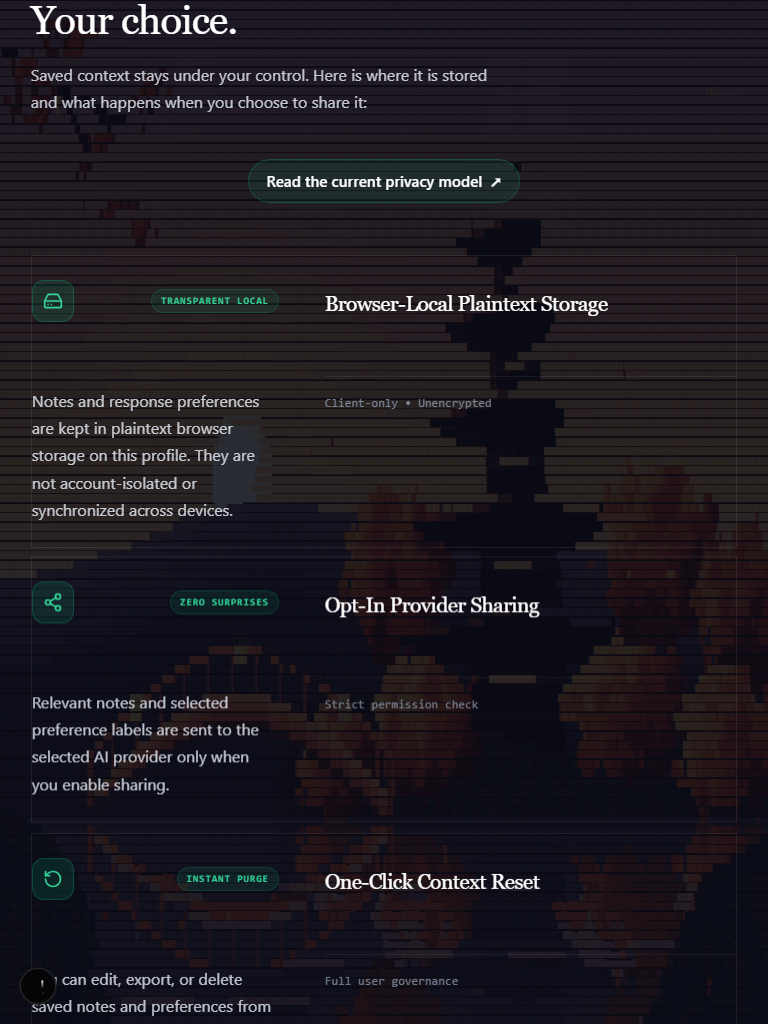 Your choice.
Saved context stays under your control. Here is where it is stored
and what happens when you choose to share it:
Read the current privacy model ↗
TRANSPARENT LOCAL
Browser-Local Plaintext Storage
Notes and response preferences
are kept in plaintext browser
storage on this profile. They are
not account-isolated or
synchronized across devices.
Client-only • Unencrypted
ZERO SURPRISES
Opt-In Provider Sharing
Relevant notes and selected
preference labels are sent to the
selected AI provider only when
you enable sharing.
Strict permission check
INSTANT PURGE
One-Click Context Reset
can edit, export, or delete
saved notes and preferences from
Full user governance